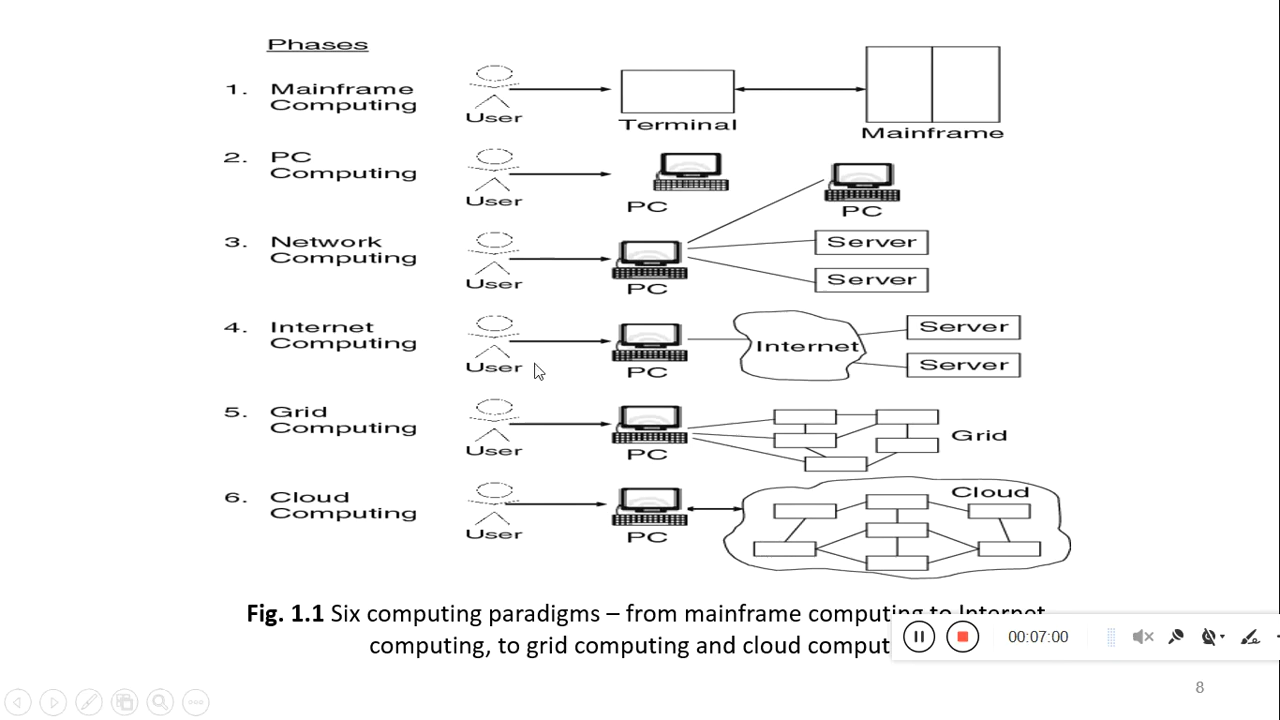 Phases
1. Mainframe Computing
User
Terminal
Mainframe
2. PC Computing
User
PC
PC
3. Network Computing
User
PC
Server
Server
4. Internet Computing
User
PC
Internet
Server
Server
5. Grid Computing
User
PC
Grid
6. Cloud Computing
User
PC
Cloud
Fig. 1.1 Six computing paradigms – from mainframe computing to Internet
computing, to grid computing and cloud
00:07:00
8